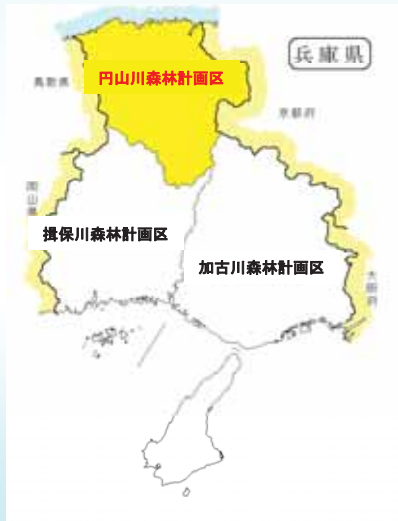 兵庫県
円山川森林計画区
鳥取県
京都府
岡山県
揖保川森林計画区
加古川森林計画区
大阪府